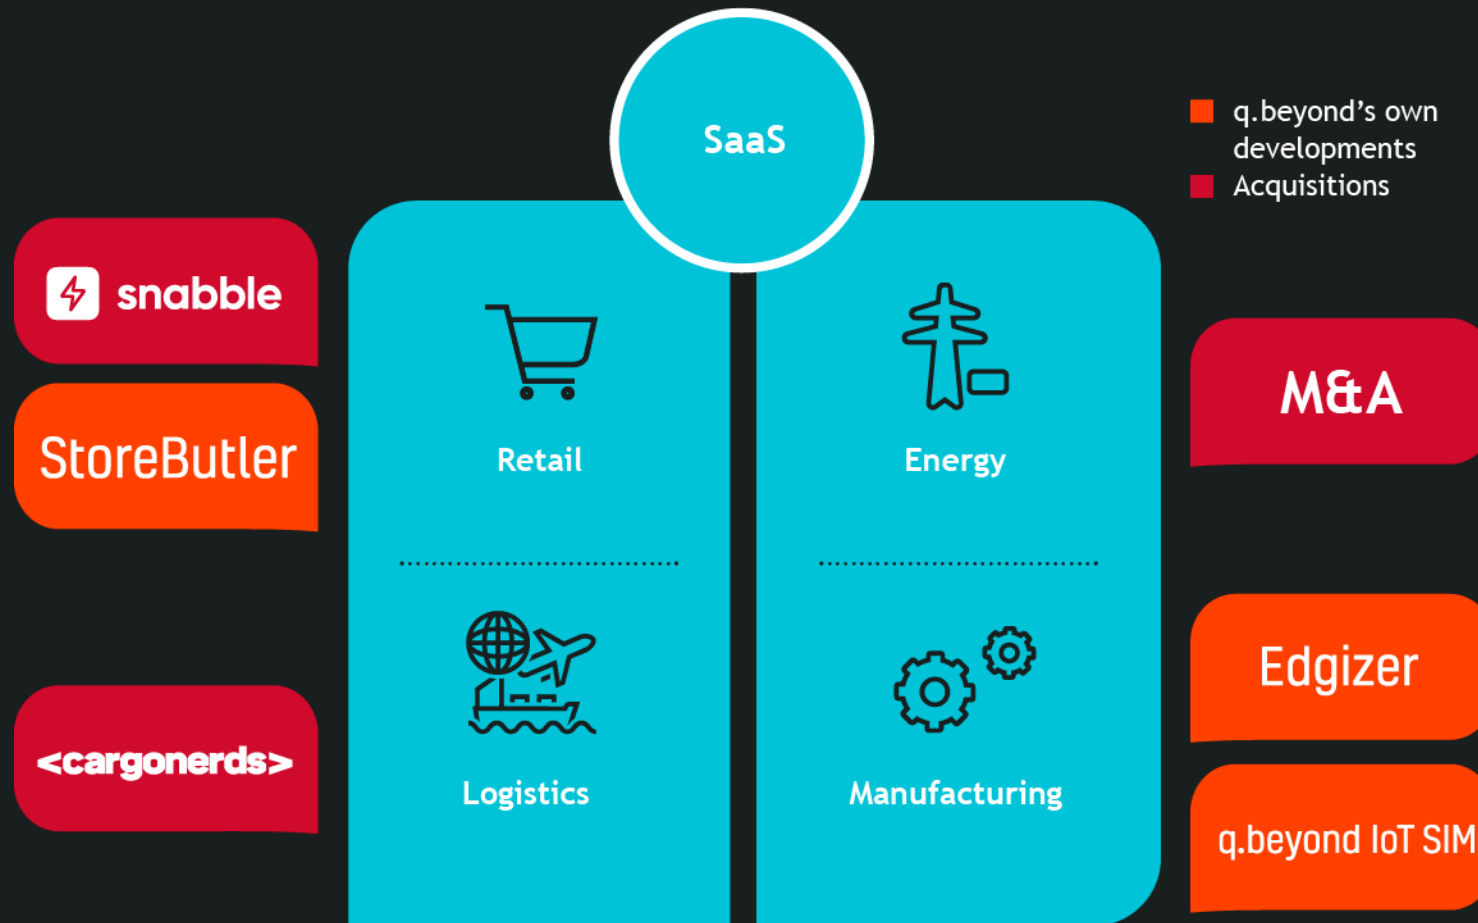 SaaS
q.beyond's own
developments
Acquisitions
snabble
StoreButler
<cargonerds>
Retail
Logistics
Energy
Manufacturing
M&A
Edgizer
q.beyond IoT SIM